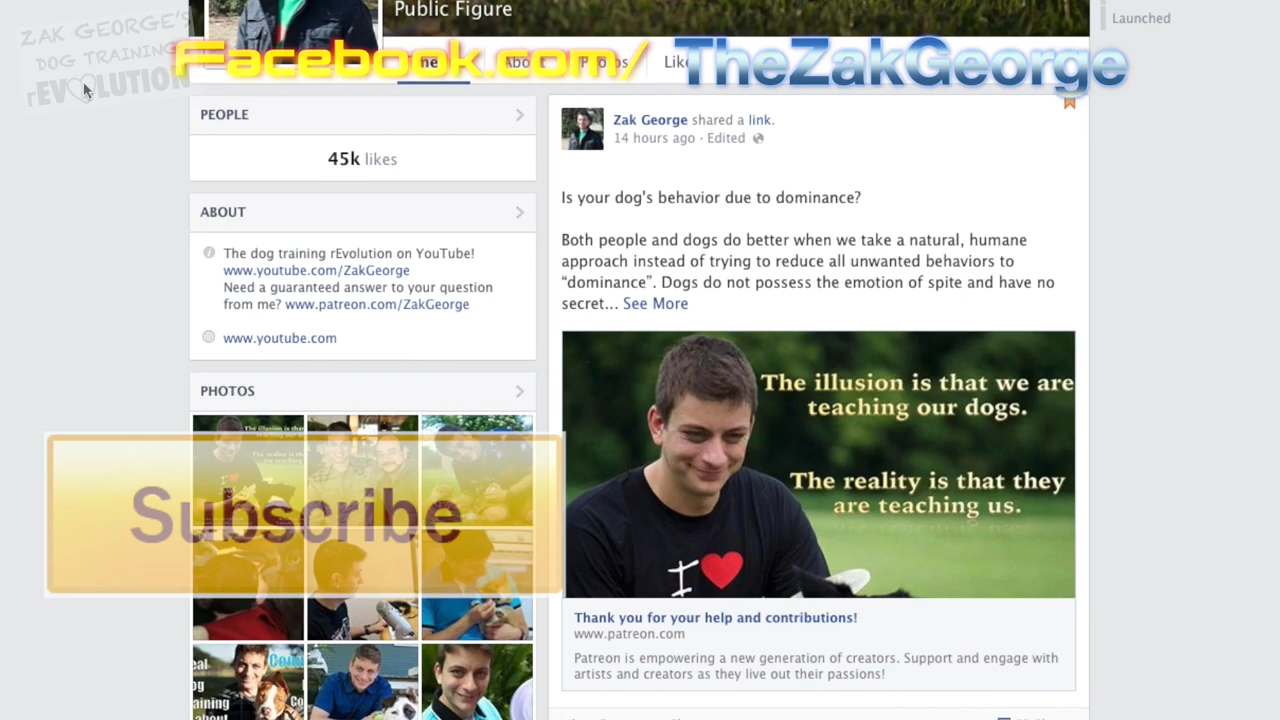 Public Figure
Launched
ZAK GEORGE'S
DOG TRAINING
rEVOLUTION
Facebook.com/ TheZakGeorge
PEOPLE
45k likes
ABOUT
The dog training rEvolution on YouTube!
www.youtube.com/ZakGeorge
Need a guaranteed answer to your question
from me? www.patreon.com/ZakGeorge
www.youtube.com
PHOTOS
Subscribe
Zak George shared a link.
14 hours ago · Edited
Is your dog's behavior due to dominance?
Both people and dogs do better when we take a natural, humane
approach instead of trying to reduce all unwanted behaviors to
“dominance”. Dogs do not possess the emotion of spite and have no
secret... See More
The illusion is that we are
teaching our dogs.
The reality is that they
are teaching us.
I
Thank you for your help and contributions!
www.patreon.com
Patreon is empowering a new generation of creators. Support and engage with
artists and creators as they live out their passions!